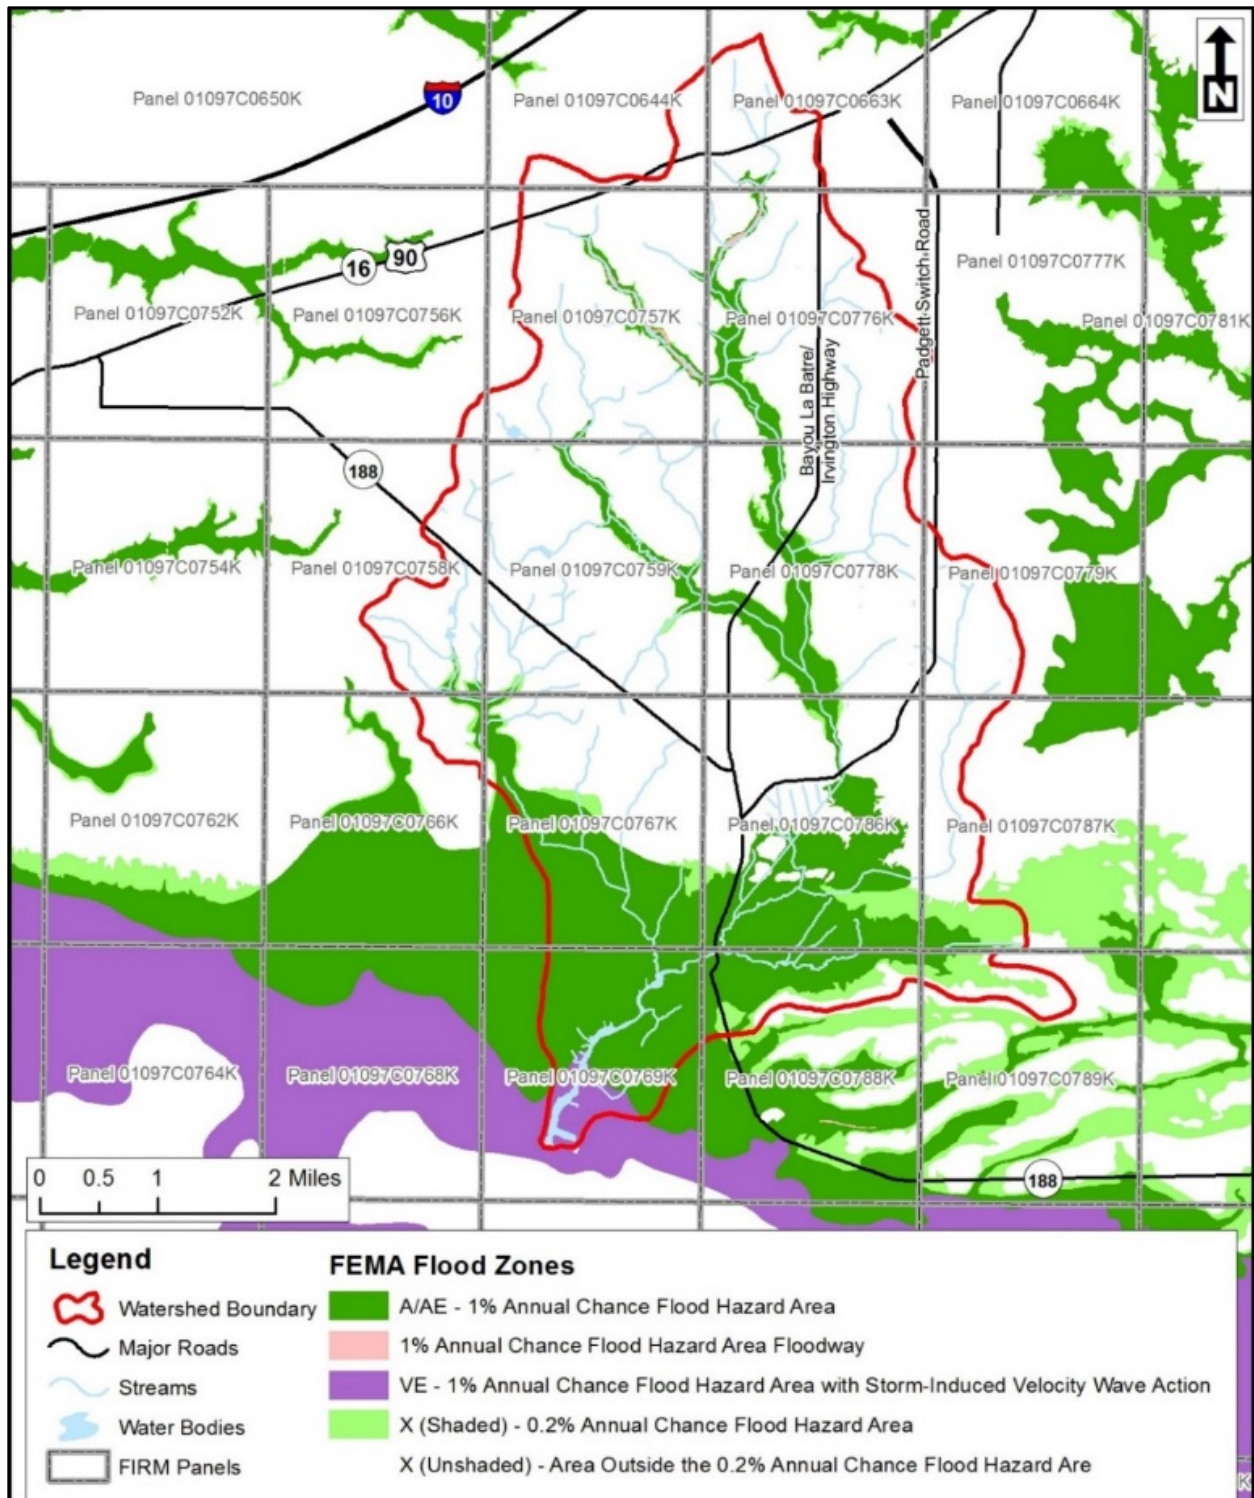 Panel 01097C0650K
10
Panel 01097C0644K
Panel 01097C0663K
Panel 01097C0664K
N
Padgett Switch Road
Panel 01097C0777K
16
90
Panel 01097C0752K
Panel 01097C0756K
Panel 01097C0757K
Panel 01097C0776K
Panel 01097C0781K
Bayou La Batre/
Irvington Highway
188
Panel 01097C0754K
Panel 01097C0758K
Panel 01097C0759K
Panel 01097C0778K
Panel 01097C0779K
Panel 01097C0762K
Panel 01097C0766K
Panel 01097C0767K
Panel 01097C0786K
Panel 01097C0787K
Panel 01097C0764K
Panel 01097C0768K
Panel 01097C0769K
Panel 01097C0788K
Panel 01097C0789K
0 0.5 1 2 Miles
188
Legend
Watershed Boundary
Major Roads
Streams
Water Bodies
FIRM Panels
FEMA Flood Zones
A/AE - 1% Annual Chance Flood Hazard Area
1% Annual Chance Flood Hazard Area Floodway
VE - 1% Annual Chance Flood Hazard Area with Storm-Induced Velocity Wave Action
X (Shaded) - 0.2% Annual Chance Flood Hazard Area
X (Unshaded) - Area Outside the 0.2% Annual Chance Flood Hazard Are
K